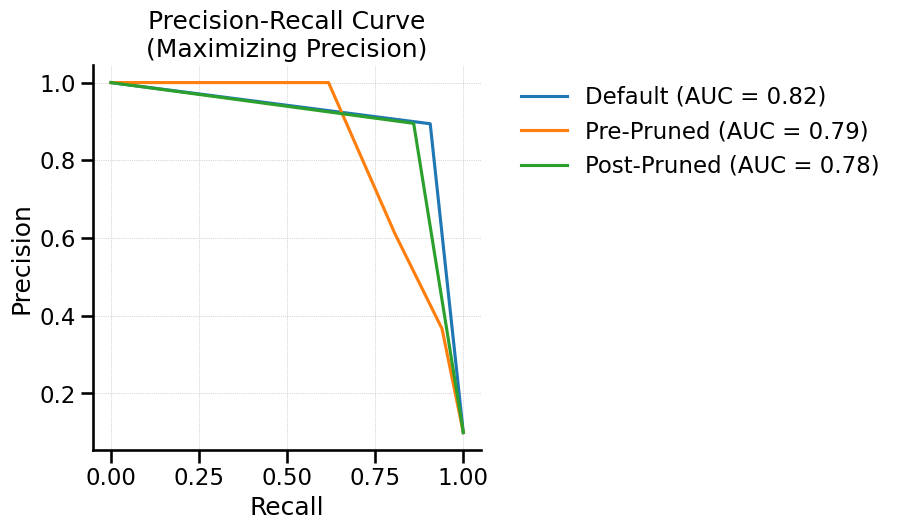 Precision-Recall Curve
(Maximizing Precision)
1.0
0.8
0.6
0.4
0.2
Precision
0.00 0.25 0.50 0.75 1.00
Recall
Default (AUC = 0.82)
Pre-Pruned (AUC = 0.79)
Post-Pruned (AUC = 0.78)